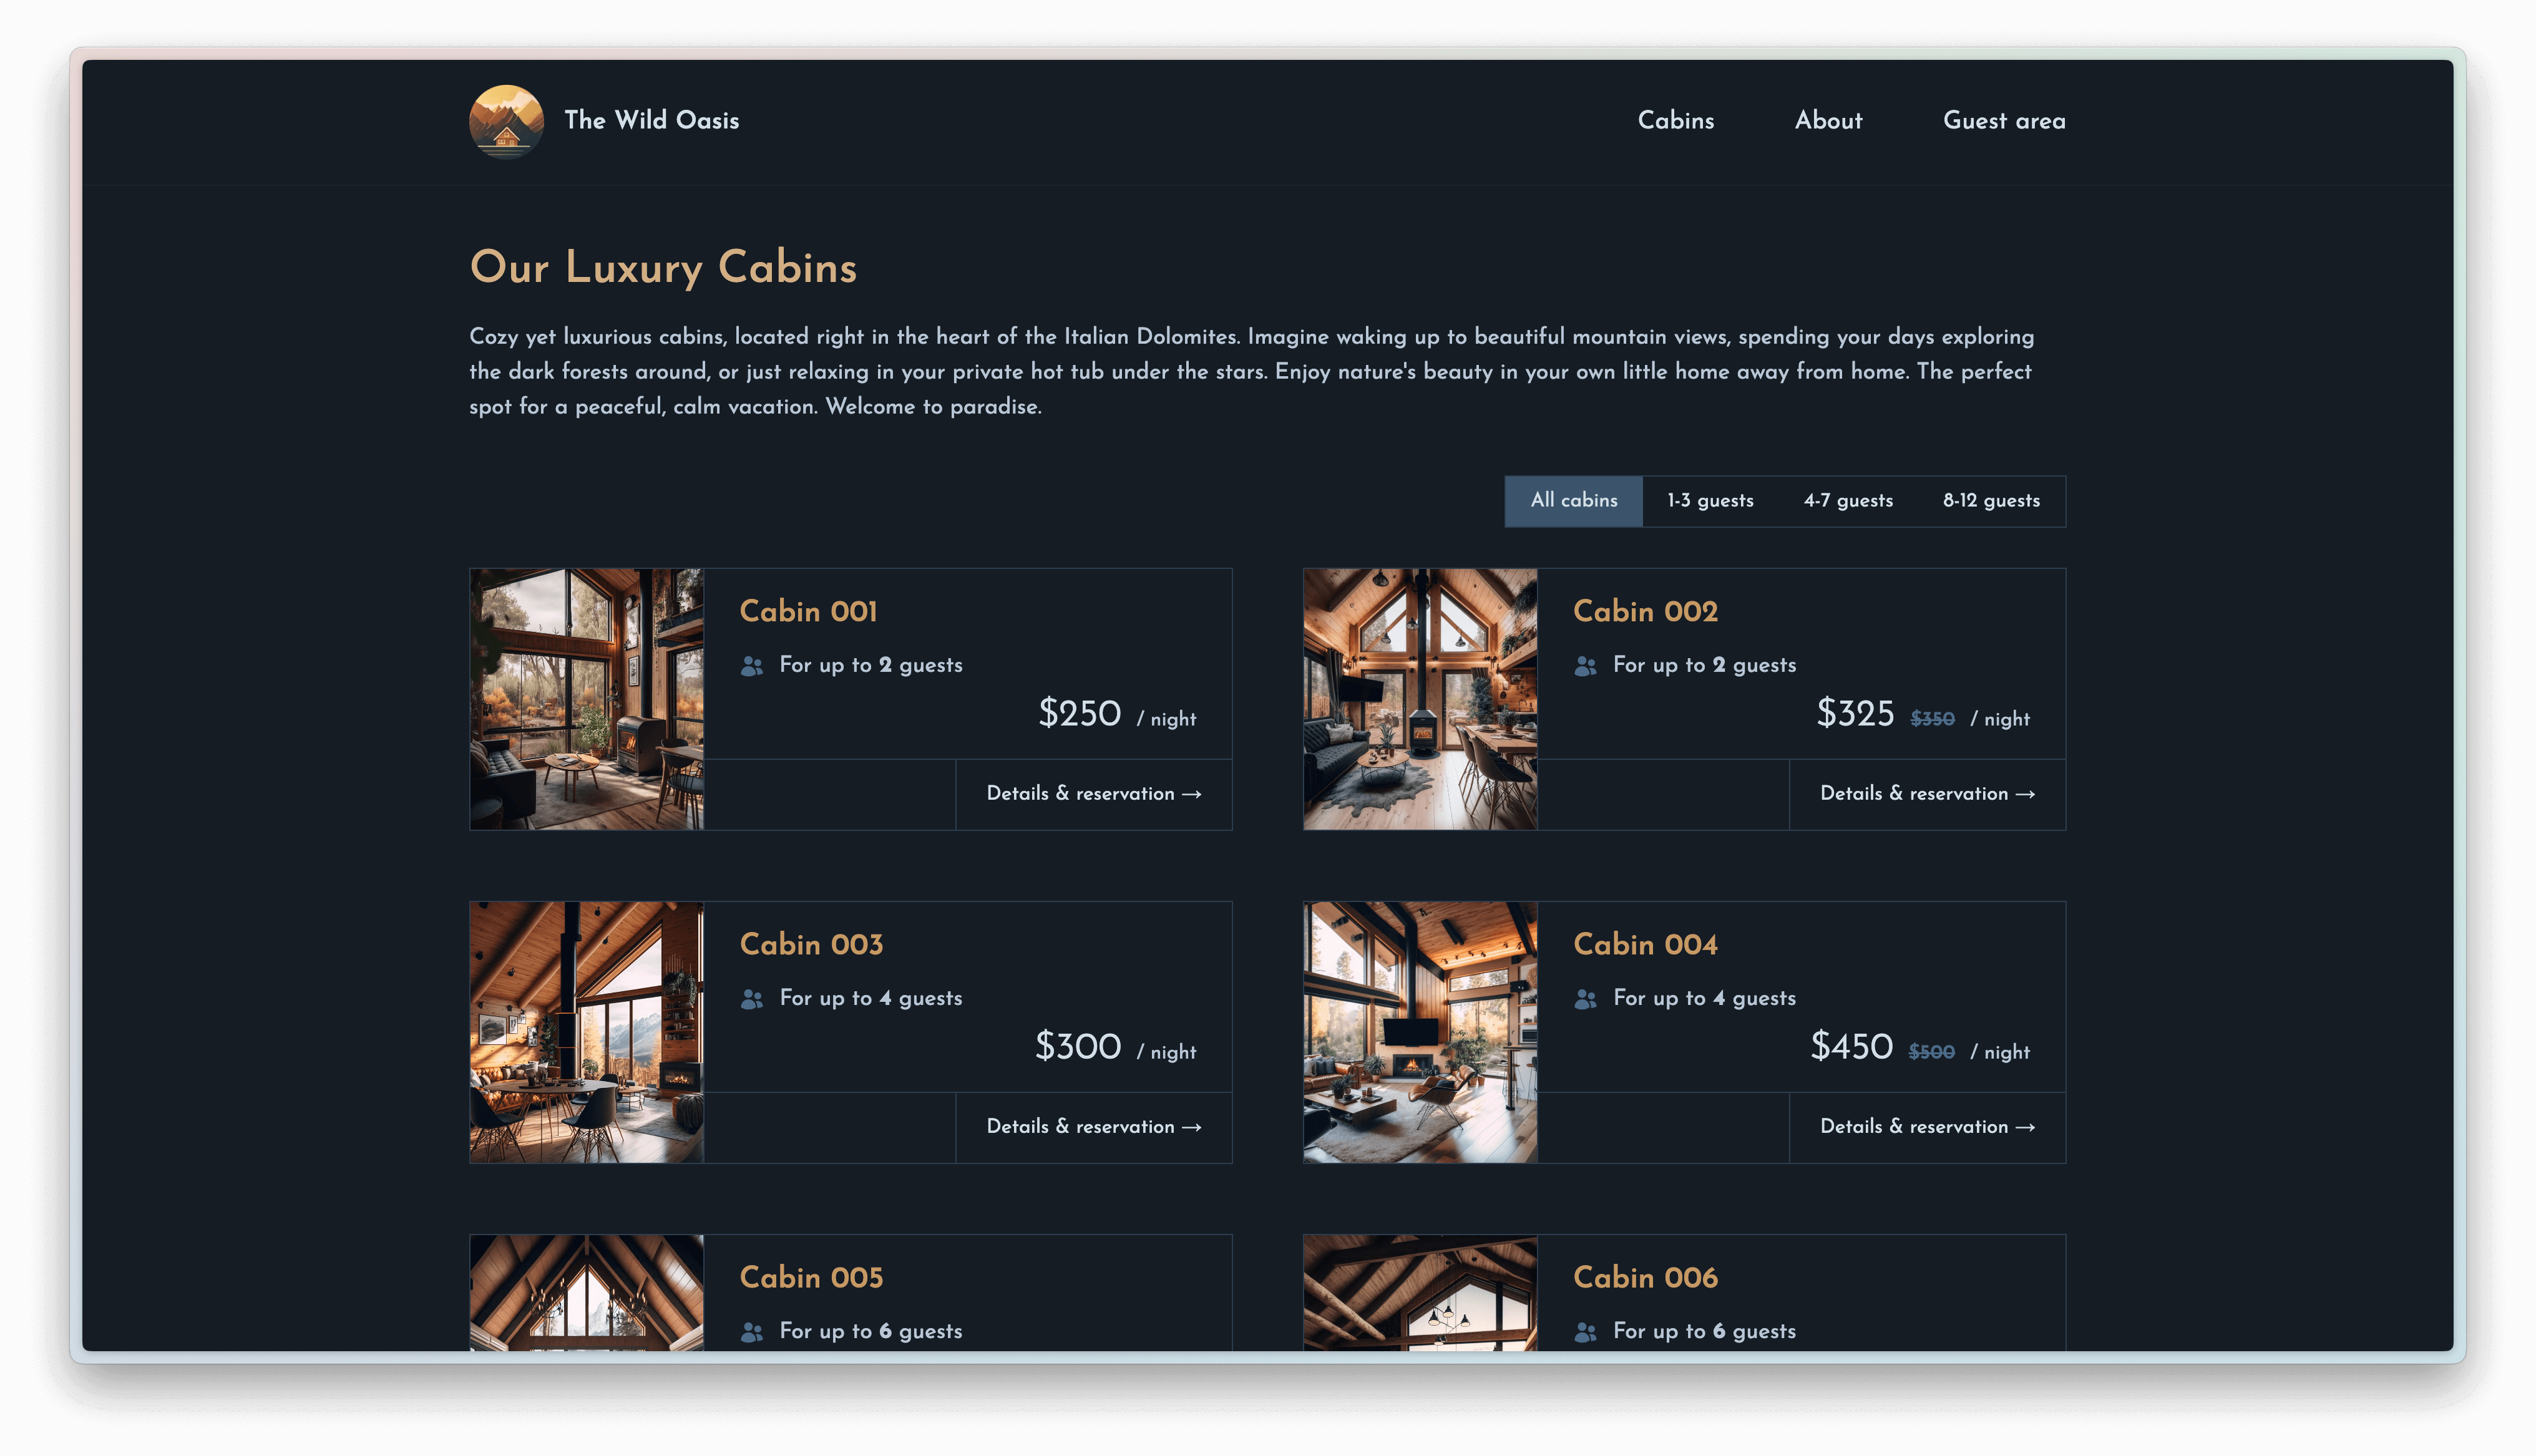 The Wild Oasis
Cabins
About
Guest area
Our Luxury Cabins
Cozy yet luxurious cabins, located right in the heart of the Italian Dolomites. Imagine waking up to beautiful mountain views, spending your days exploring
the dark forests around, or just relaxing in your private hot tub under the stars. Enjoy nature's beauty in your own little home away from home. The perfect
spot for a peaceful, calm vacation. Welcome to paradise.
All cabins
1-3 guests
4-7 guests
8-12 guests
Cabin 001
For up to 2 guests
$250 / night
Details & reservation →
Cabin 002
For up to 2 guests
$325 $350 / night
Details & reservation →
Cabin 003
For up to 4 guests
$300 / night
Details & reservation →
Cabin 004
For up to 4 guests
$450 $500 / night
Details & reservation →
Cabin 005
For up to 6 guests
Cabin 006
For up to 6 guests